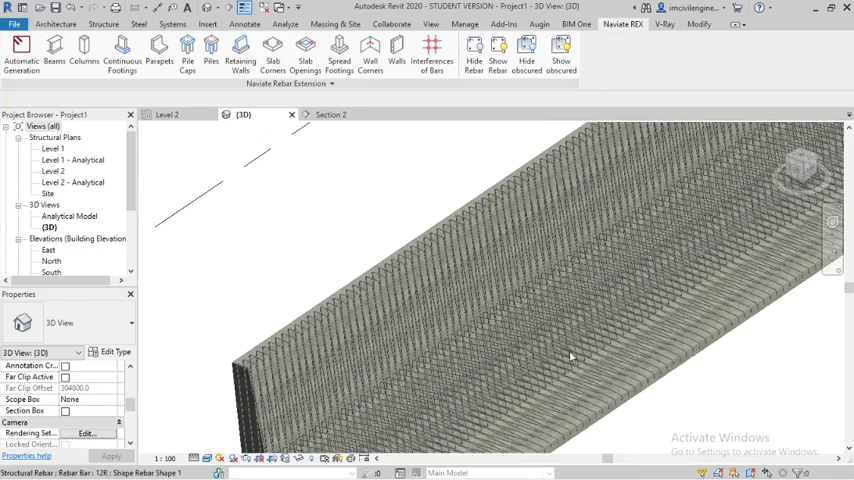 Autodesk Revit 2020 - STUDENT VERSION - Project1 - 3D View: {3D}
imcivilengine...
File Architecture Structure Steel Systems Insert Annotate Analyze Massing & Site Collaborate View Manage Add-Ins Augin BIM One Naviate REX V-Ray Modify
Automatic Generation
Beams
Columns
Continuous Footings
Parapets
Pile Caps
Piles
Retaining Walls
Slab Corners
Slab Openings
Spread Footings
Wall Corners
Walls
Interferences of Bars
Hide Rebar
Show Rebar
Hide obscured
Show obscured
Naviate Rebar Extension
Project Browser - Project1
Level 2
{3D}
Section 2
Views (all)
Structural Plans
Level 1
Level 1 - Analytical
Level 2
Level 2 - Analytical
Site
3D Views
Analytical Model
{3D}
Elevations (Building Elevation
East
North
South
Properties
3D View
3D View: {3D}
Edit Type
Annotation Cr...
Far Clip Active
Far Clip Offset 304800.0
Scope Box None
Section Box
Camera
Rendering Set... Edit...
Locked Orienta...
Properties help
Apply
1 : 100
Activate Windows
Go to Settings to activate Windows.
Structural Rebar : Rebar Bar : 12R : Shape Rebar Shape 1
:0
Main Model
:0